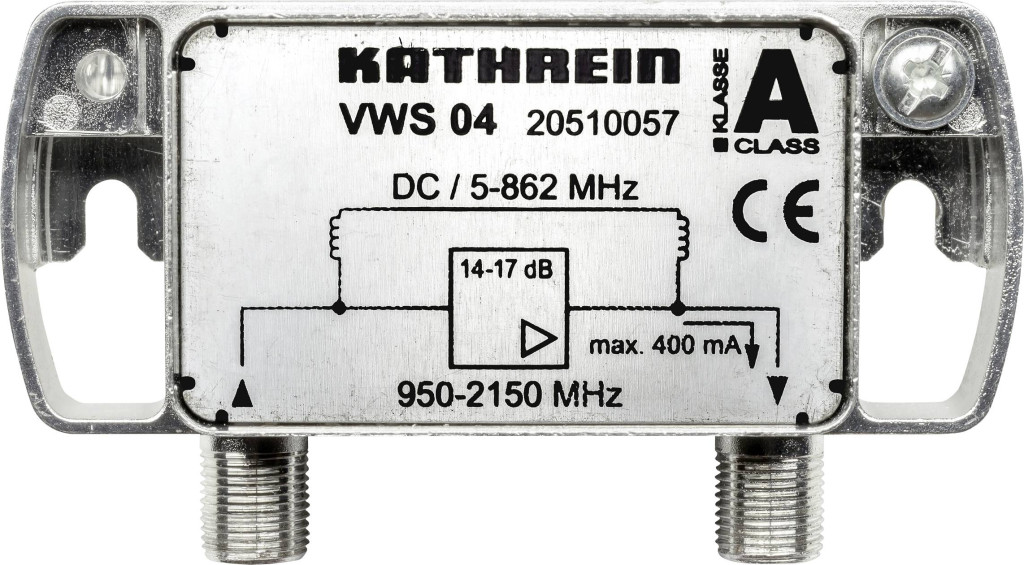 KATHREIN
VWS 04 20510057
KLASSE
A
CLASS
DC / 5-862 MHz
CE
14-17 dB
max. 400 mA
950-2150 MHz